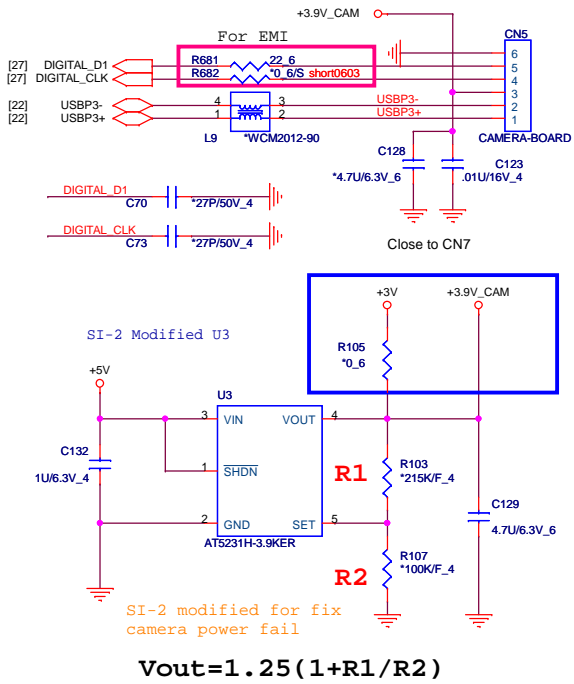 +3.9V_CAM
For EMI
CN5
[27] DIGITAL_D1
R681 22_6
6
[27] DIGITAL_CLK
R682 *0_6/S short0603
5
4
3
[22] USBP3-
4 3 USBP3-
2
[22] USBP3+
1 2 USBP3+
1
L9 *WCM2012-90
CAMERA-BOARD
C128
*4.7U/6.3V_6
C123
.01U/16V_4
DIGITAL_D1
C70 *27P/50V_4
DIGITAL_CLK
C73 *27P/50V_4
Close to CN7
+3V
+3.9V_CAM
SI-2 Modified U3
R105
*0_6
+5V
U3
3 VIN VOUT 4
C132
1U/6.3V_4
1 SHDN
R1
R103
*215K/F_4
C129
4.7U/6.3V_6
2 GND SET 5
AT5231H-3.9KER
R107
*100K/F_4
R2
SI-2 modified for fix
camera power fail
Vout=1.25(1+R1/R2)